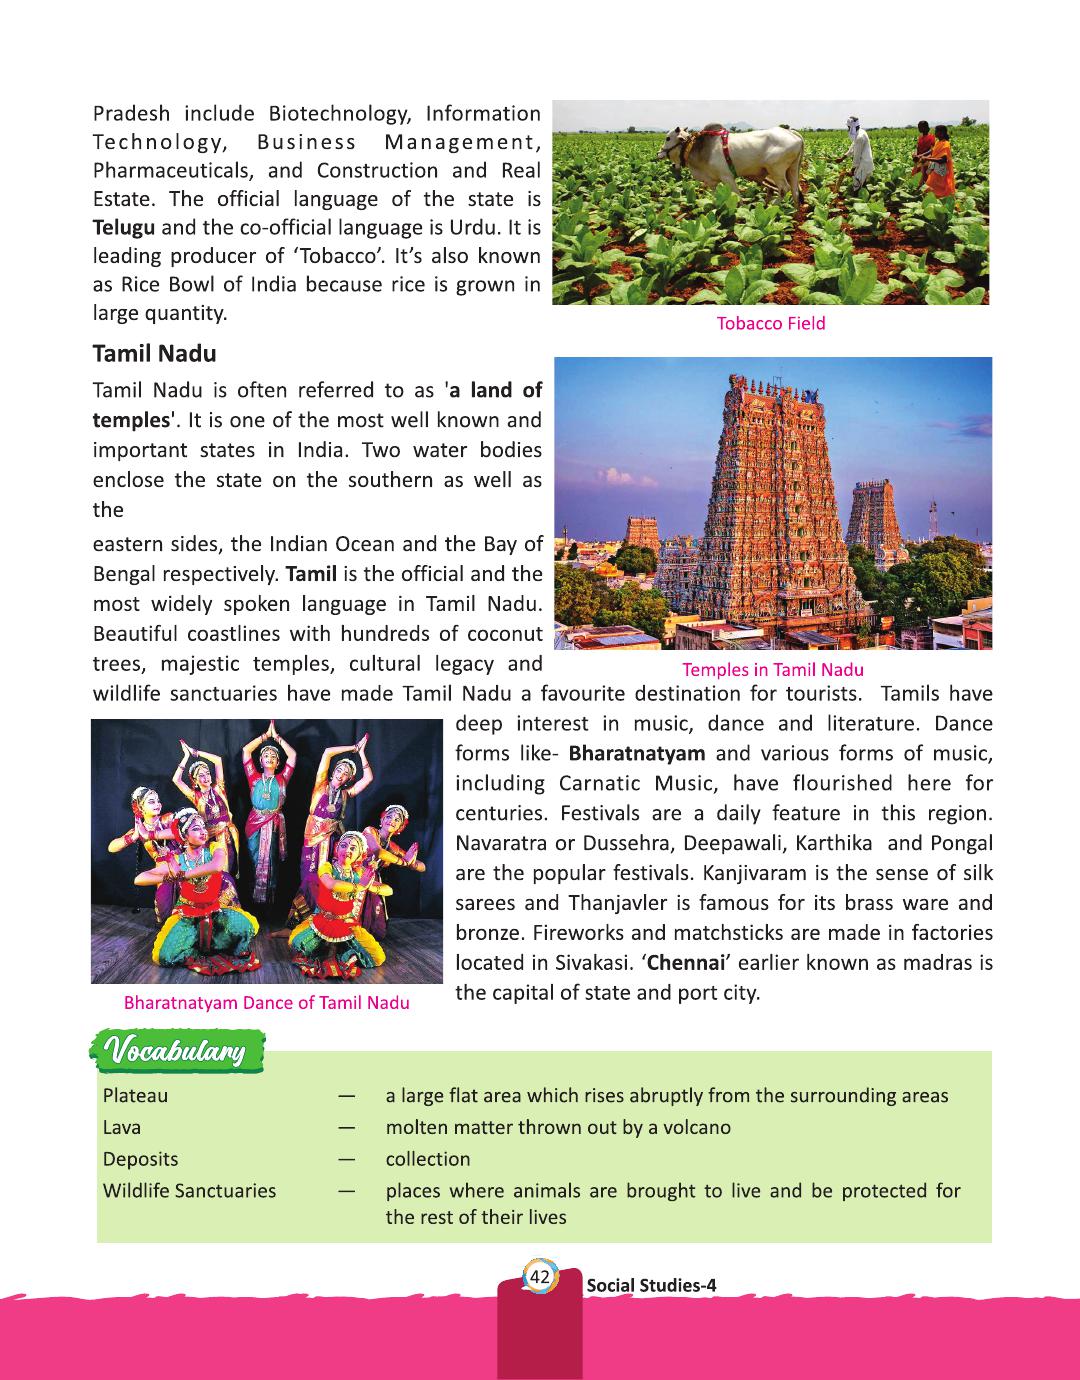 Pradesh include Biotechnology, Information
Technology, Business Management,
Pharmaceuticals, and Construction and Real
Estate. The official language of the state is
Telugu and the co-official language is Urdu. It is
leading producer of ‘Tobacco’. It’s also known
as Rice Bowl of India because rice is grown in
large quantity.
Tobacco Field
Tamil Nadu
Tamil Nadu is often referred to as 'a land of
temples'. It is one of the most well known and
important states in India. Two water bodies
enclose the state on the southern as well as
the
eastern sides, the Indian Ocean and the Bay of
Bengal respectively. Tamil is the official and the
most widely spoken language in Tamil Nadu.
Beautiful coastlines with hundreds of coconut
trees, majestic temples, cultural legacy and
Temples in Tamil Nadu
wildlife sanctuaries have made Tamil Nadu a favourite destination for tourists. Tamils have
deep interest in music, dance and literature. Dance
forms like- Bharatnatyam and various forms of music,
including Carnatic Music, have flourished here for
centuries. Festivals are a daily feature in this region.
Navaratra or Dussehra, Deepawali, Karthika and Pongal
are the popular festivals. Kanjivaram is the sense of silk
sarees and Thanjavler is famous for its brass ware and
bronze. Fireworks and matchsticks are made in factories
located in Sivakasi. ‘Chennai’ earlier known as madras is
the capital of state and port city.
Bharatnatyam Dance of Tamil Nadu
Vocabulary
Plateau — a large flat area which rises abruptly from the surrounding areas
Lava — molten matter thrown out by a volcano
Deposits — collection
Wildlife Sanctuaries — places where animals are brought to live and be protected for
the rest of their lives
42
Social Studies-4